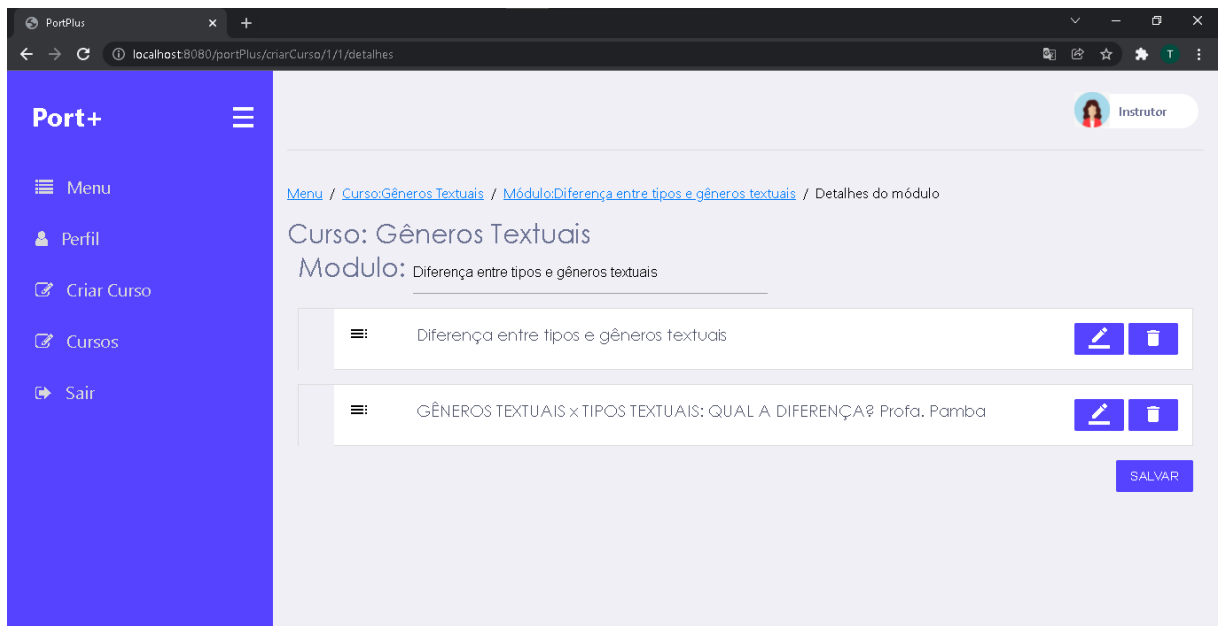 PortPlus
localhost:8080/portPlus/criarCurso/1/1/detalhes
T
Port+
Instrutor
Menu
Perfil
Criar Curso
Cursos
Sair
Menu / Curso:Gêneros Textuais / Módulo:Diferença entre tipos e gêneros textuais / Detalhes do módulo
Curso: Gêneros Textuais
Modulo: Diferença entre tipos e gêneros textuais
Diferença entre tipos e gêneros textuais
GÊNEROS TEXTUAIS x TIPOS TEXTUAIS: QUAL A DIFERENÇA? Profa. Pamba
SALVAR